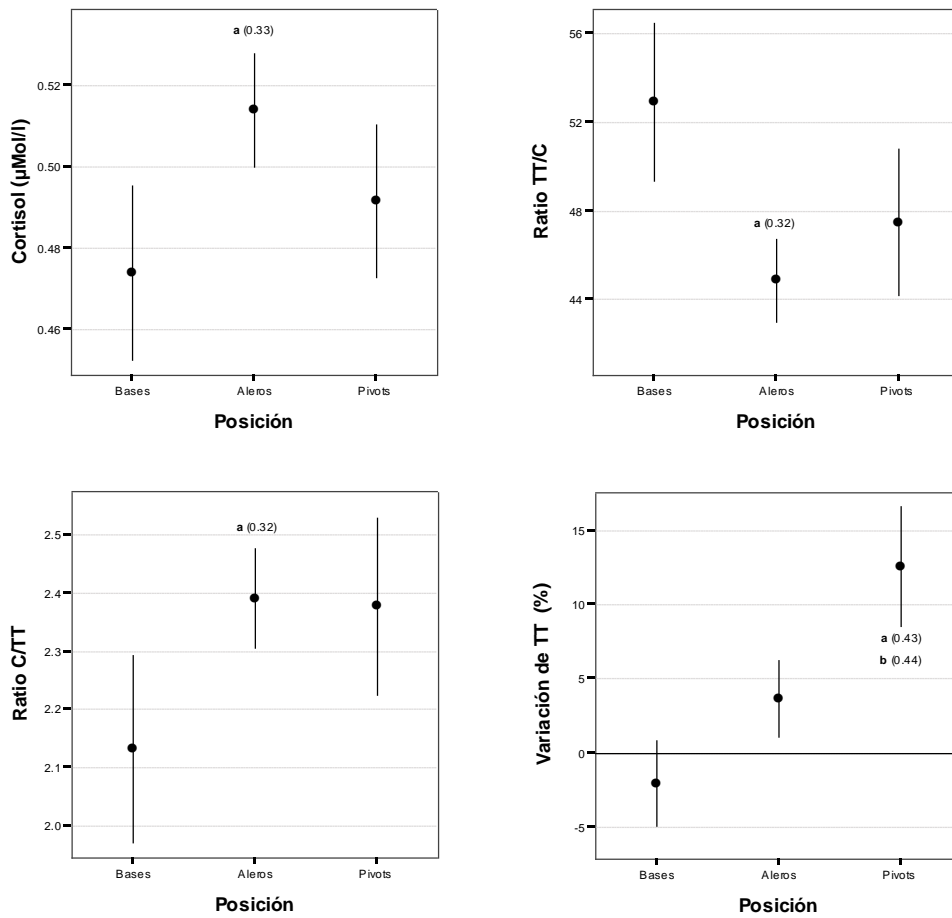 a (0.33)
0.52
0.50
0.48
0.46
Cortisol (µMol/l)
Bases Aleros Pivots
Posición
56
52
48
44
a (0.32)
Ratio TT/C
Bases Aleros Pivots
Posición
2.5
2.4
2.3
2.2
2.1
2.0
a (0.32)
Ratio C/TT
Bases Aleros Pivots
Posición
15
10
5
0
-5
a (0.43)
b (0.44)
Variación de TT (%)
Bases Aleros Pivots
Posición